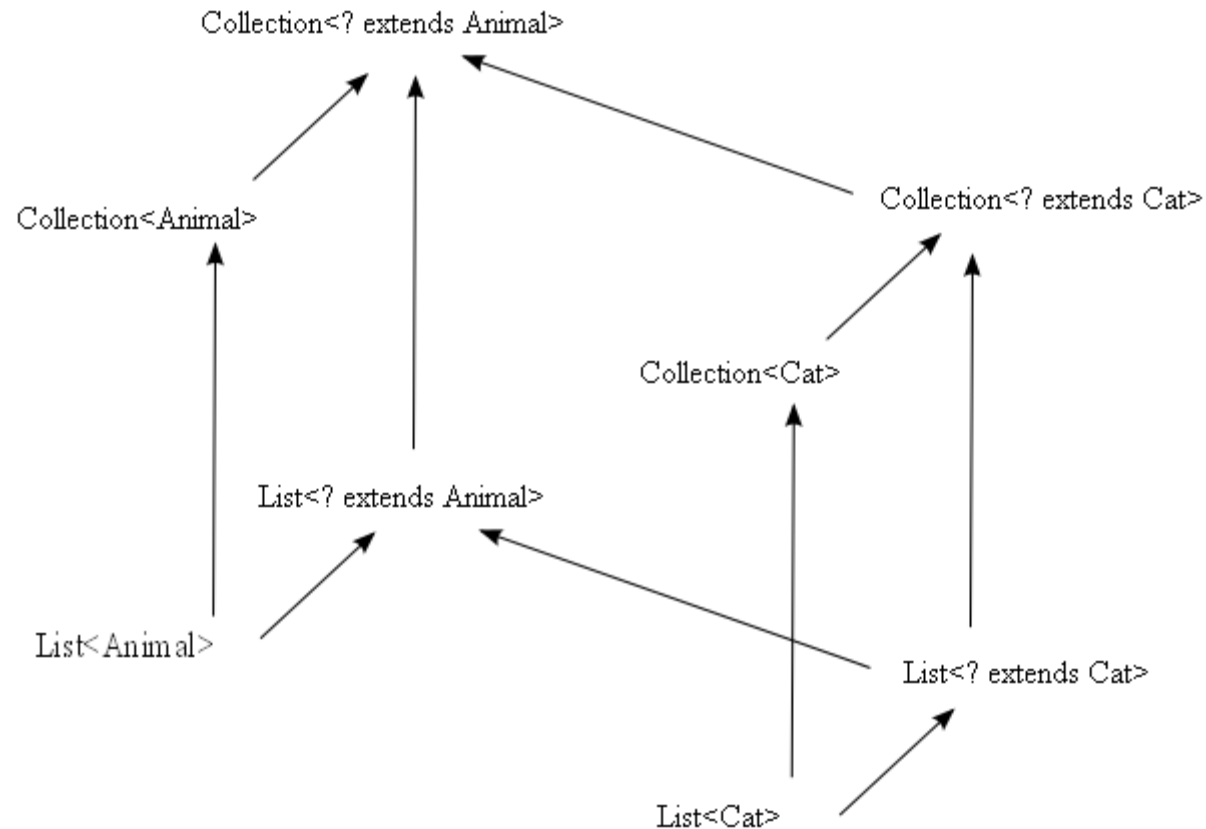 Collection<? extends Animal>
Collection<? extends Cat>
Collection<Animal>
Collection<Cat>
List<? extends Animal>
List<Animal>
List<? extends Cat>
List<Cat>